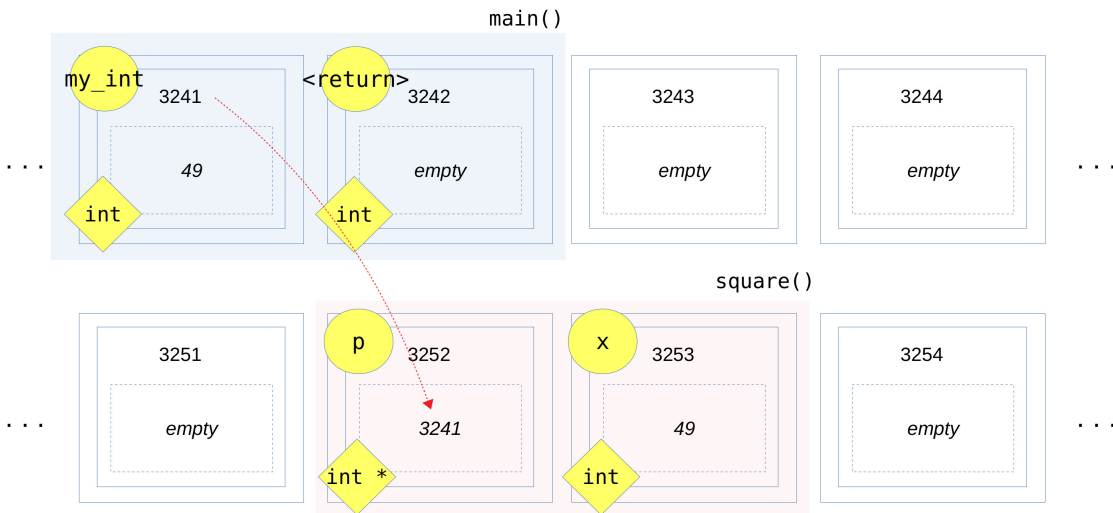 main()
my_int
<return>
3241
3242
3243
3244
...
49
empty
empty
empty
...
int
int
square()
p
x
3251
3252
3253
3254
...
empty
3241
49
empty
...
int *
int